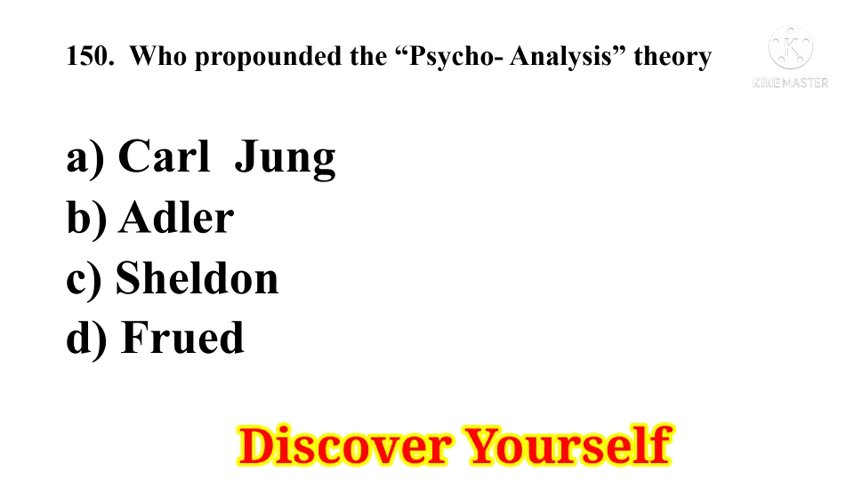 150. Who propounded the “Psycho- Analysis” theory
K
KINEMASTER
a) Carl Jung
b) Adler
c) Sheldon
d) Frued
Discover Yourself